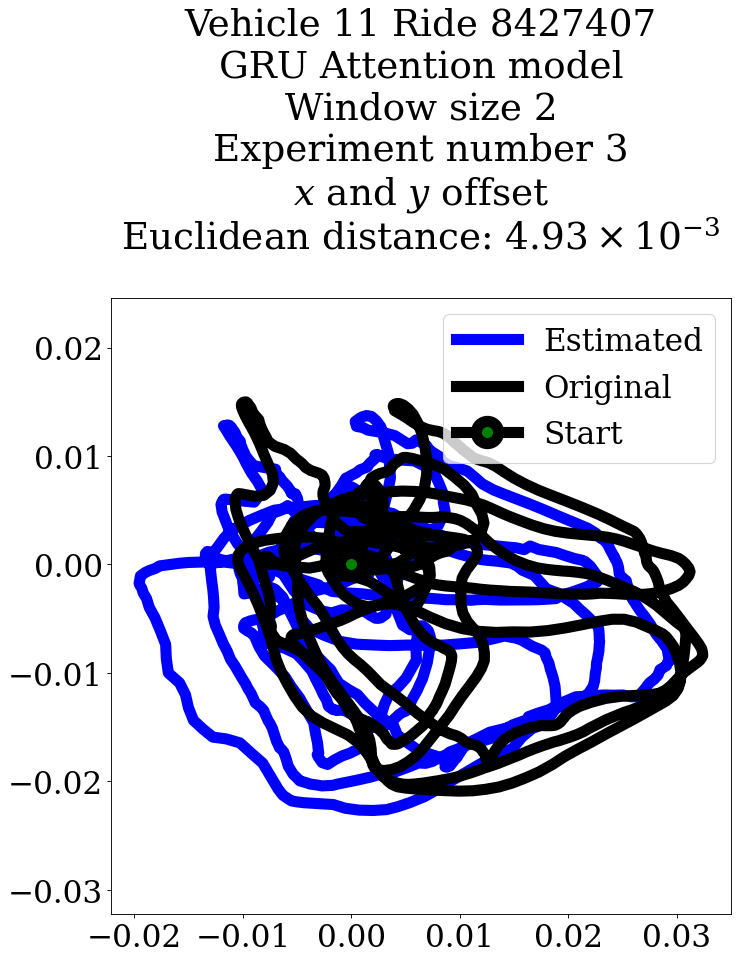 Vehicle 11 Ride 8427407
GRU Attention model
Window size 2
Experiment number 3
x and y offset
Euclidean distance: 4.93 × 10⁻³
Estimated
Original
Start
0.02
0.01
0.00
−0.01
−0.02
−0.03
−0.02 −0.01 0.00 0.01 0.02 0.03